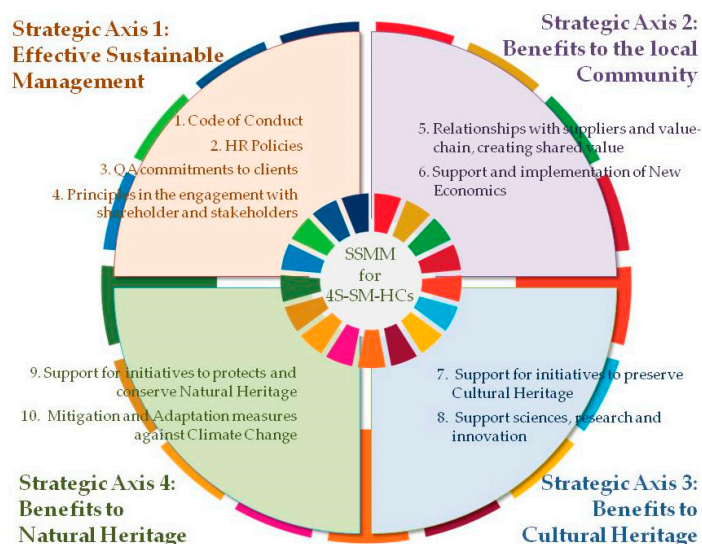 Strategic Axis 1:
Effective Sustainable
Management
Strategic Axis 2:
Benefits to the local
Community
1. Code of Conduct
2. HR Policies
3. QA commitments to clients
4. Principles in the engagement with
shareholder and stakeholders
5. Relationships with suppliers and value-
chain, creating shared value
6. Support and implementation of New
Economics
SSMM
for
4S-SM-HCs
9. Support for initiatives to protects and
conserve Natural Heritage
10. Mitigation and Adaptation measures
against Climate Change
7. Support for initiatives to preserve
Cultural Heritage
8. Support sciences, research and
innovation
Strategic Axis 4:
Benefits to
Natural Heritage
Strategic Axis 3:
Benefits to
Cultural Heritage